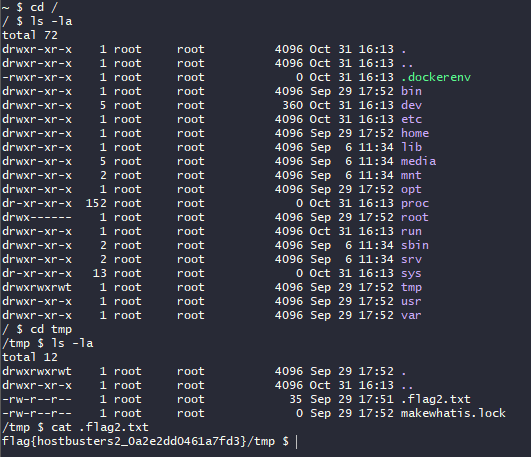 ~ $ cd /
/ $ ls -la
total 72
drwxr-xr-x    1 root     root          4096 Oct 31 16:13 .
drwxr-xr-x    1 root     root          4096 Oct 31 16:13 ..
-rwxr-xr-x    1 root     root             0 Oct 31 16:13 .dockerenv
drwxr-xr-x    1 root     root          4096 Sep 29 17:52 bin
drwxr-xr-x    5 root     root           360 Oct 31 16:13 dev
drwxr-xr-x    1 root     root          4096 Oct 31 16:13 etc
drwxr-xr-x    1 root     root          4096 Sep 29 17:52 home
drwxr-xr-x    1 root     root          4096 Sep  6 11:34 lib
drwxr-xr-x    5 root     root          4096 Sep  6 11:34 media
drwxr-xr-x    2 root     root          4096 Sep  6 11:34 mnt
drwxr-xr-x    1 root     root          4096 Sep 29 17:52 opt
dr-xr-xr-x  152 root     root             0 Oct 31 16:13 proc
drwx------    1 root     root          4096 Sep 29 17:52 root
drwxr-xr-x    1 root     root          4096 Oct 31 16:13 run
drwxr-xr-x    2 root     root          4096 Sep  6 11:34 sbin
drwxr-xr-x    2 root     root          4096 Sep  6 11:34 srv
dr-xr-xr-x   13 root     root             0 Oct 31 16:13 sys
drwxrwxrwt    1 root     root          4096 Sep 29 17:52 tmp
drwxr-xr-x    1 root     root          4096 Sep 29 17:52 usr
drwxr-xr-x    1 root     root          4096 Sep 29 17:52 var
/ $ cd tmp
/tmp $ ls -la
total 12
drwxrwxrwt    1 root     root          4096 Sep 29 17:52 .
drwxr-xr-x    1 root     root          4096 Oct 31 16:13 ..
-rw-r--r--    1 root     root            35 Sep 29 17:51 .flag2.txt
-rw-rw-r--    1 root     root             0 Sep 29 17:52 makewhatis.lock
/tmp $ cat .flag2.txt
flag{hostbusters2_0a2e2dd0461a7fd3}/tmp $